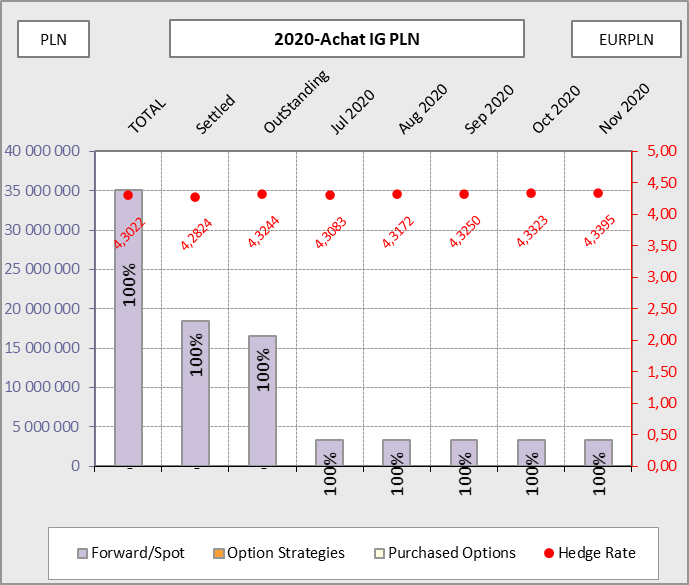 PLN
2020-Achat IG PLN
EURPLN
TOTAL
Settled
OutStanding
Jul 2020
Aug 2020
Sep 2020
Oct 2020
Nov 2020
40 000 000
35 000 000
30 000 000
25 000 000
20 000 000
15 000 000
10 000 000
5 000 000
0
5,00
4,50
4,00
3,50
3,00
2,50
2,00
1,50
1,00
0,50
0,00
4,3022
4,2824
4,3244
4,3083
4,3172
4,3250
4,3323
4,3395
100%
100%
100%
100%
100%
100%
100%
100%
-
-
-
Forward/Spot
Option Strategies
Purchased Options
Hedge Rate